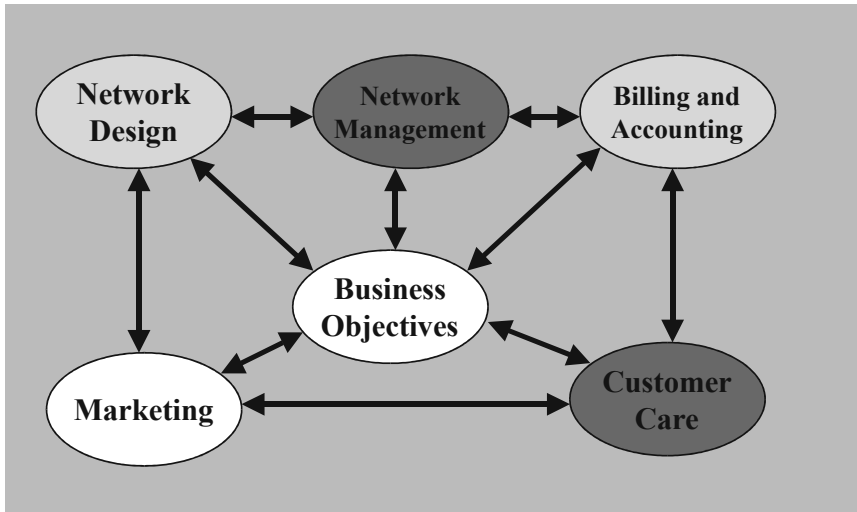 Network
Design
Network
Management
Billing and
Accounting
Business
Objectives
Marketing
Customer
Care